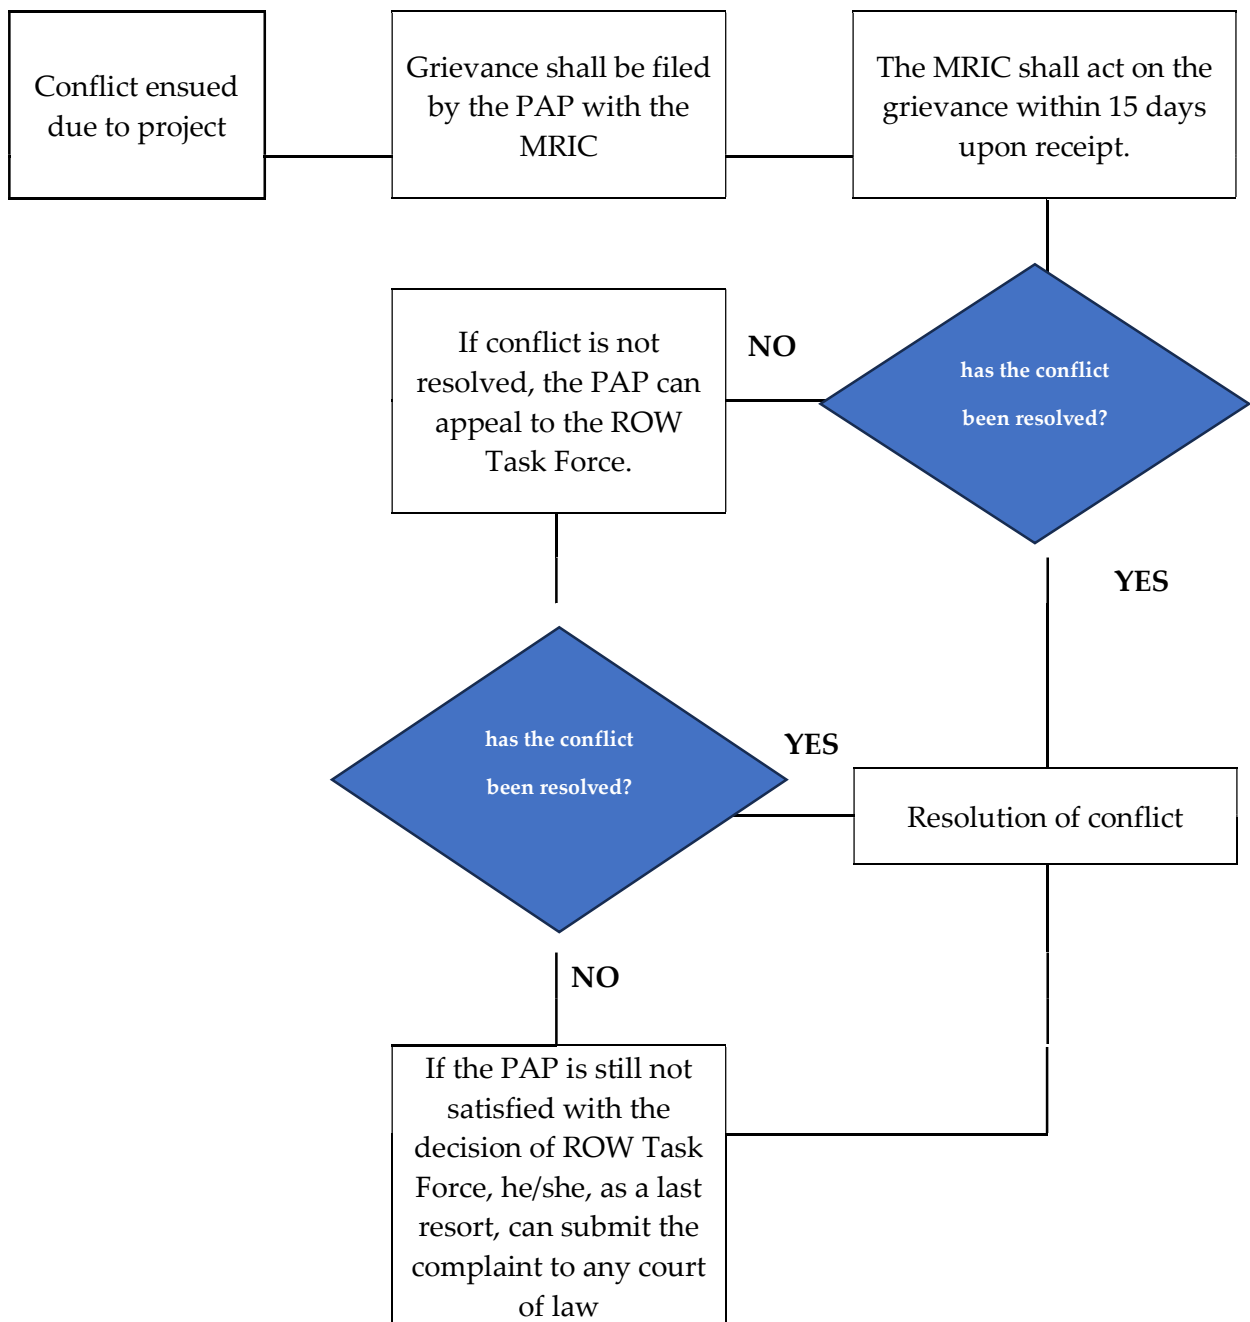 Conflict ensued
due to project
Grievance shall be filed
by the PAP with the
MRIC
The MRIC shall act on the
grievance within 15 days
upon receipt.
If conflict is not
resolved, the PAP can
appeal to the ROW
Task Force.
NO
has the conflict
been resolved?
YES
has the conflict
been resolved?
YES
Resolution of conflict
NO
If the PAP is still not
satisfied with the
decision of ROW Task
Force, he/she, as a last
resort, can submit the
complaint to any court
of law